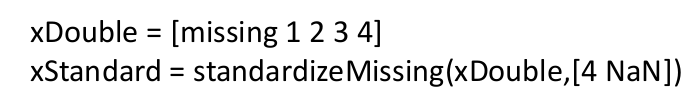 xDouble = [missing 1 2 3 4]
xStandard = standardizeMissing(xDouble,[4 NaN])